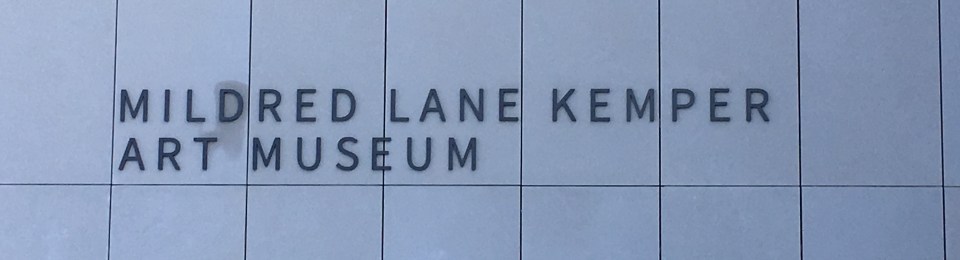 MILDRED LANE KEMPER
ART MUSEUM